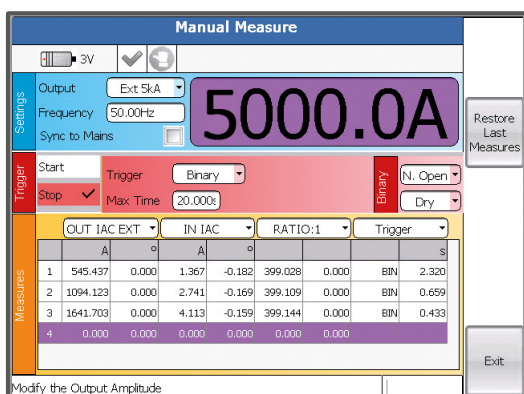 Manual Measure
3V
Output Ext 5kA
Frequency 50.00Hz
Sync to Mains
5000.0A
Settings
Restore
Last
Measures
Trigger
Start
Stop
Trigger Binary
Max Time 20.000s
Binary
N. Open
Dry
Measures
OUT IAC EXT IN IAC RATIO:1 Trigger
A ° A ° s
1 545.437 0.000 1.367 -0.182 399.028 0.000 BIN 2.320
2 1094.123 0.000 2.741 -0.169 399.109 0.000 BIN 0.659
3 1641.703 0.000 4.113 -0.159 399.144 0.000 BIN 0.433
4 0.000 0.000 0.000 0.000 0.000 0.000 0.000
Exit
Modify the Output Amplitude